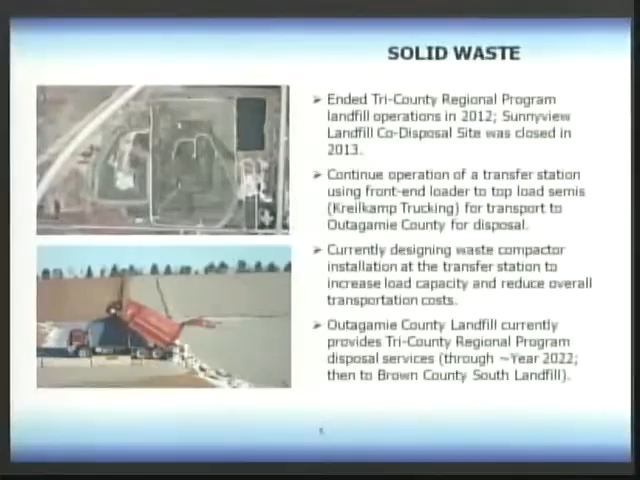 SOLID WASTE
➢ Ended Tri-County Regional Program
landfill operations in 2012; Sunnyview
Landfill Co-Disposal Site was closed in
2013.
➢ Continue operation of a transfer station
using front-end loader to top load semis
(Kreilkamp Trucking) for transport to
Outagamie County for disposal.
➢ Currently designing waste compactor
installation at the transfer station to
increase load capacity and reduce overall
transportation costs.
➢ Outagamie County Landfill currently
provides Tri-County Regional Program
disposal services (through ~Year 2022;
then to Brown County South Landfill).